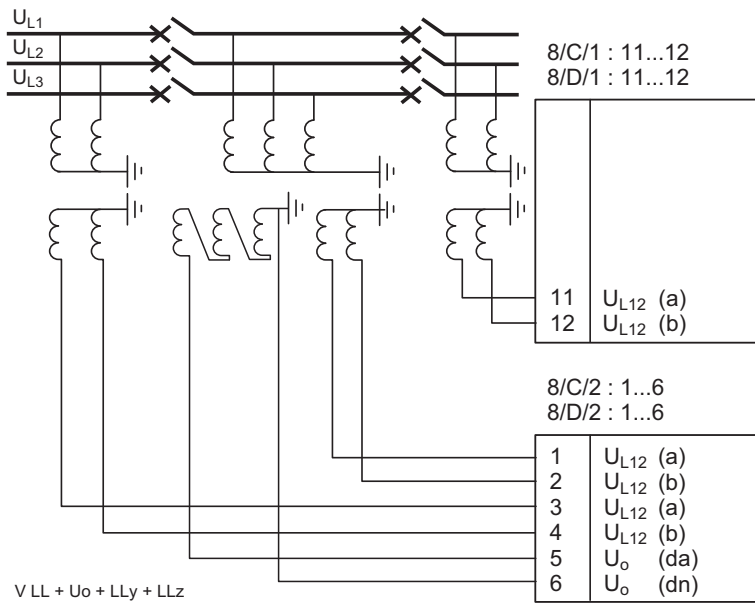 UL1
UL2
UL3
8/C/1 : 11...12
8/D/1 : 11...12
11 UL12 (a)
12 UL12 (b)
8/C/2 : 1...6
8/D/2 : 1...6
1 UL12 (a)
2 UL12 (b)
3 UL12 (a)
4 UL12 (b)
5 Uo (da)
6 Uo (dn)
V LL + Uo + LLy + LLz